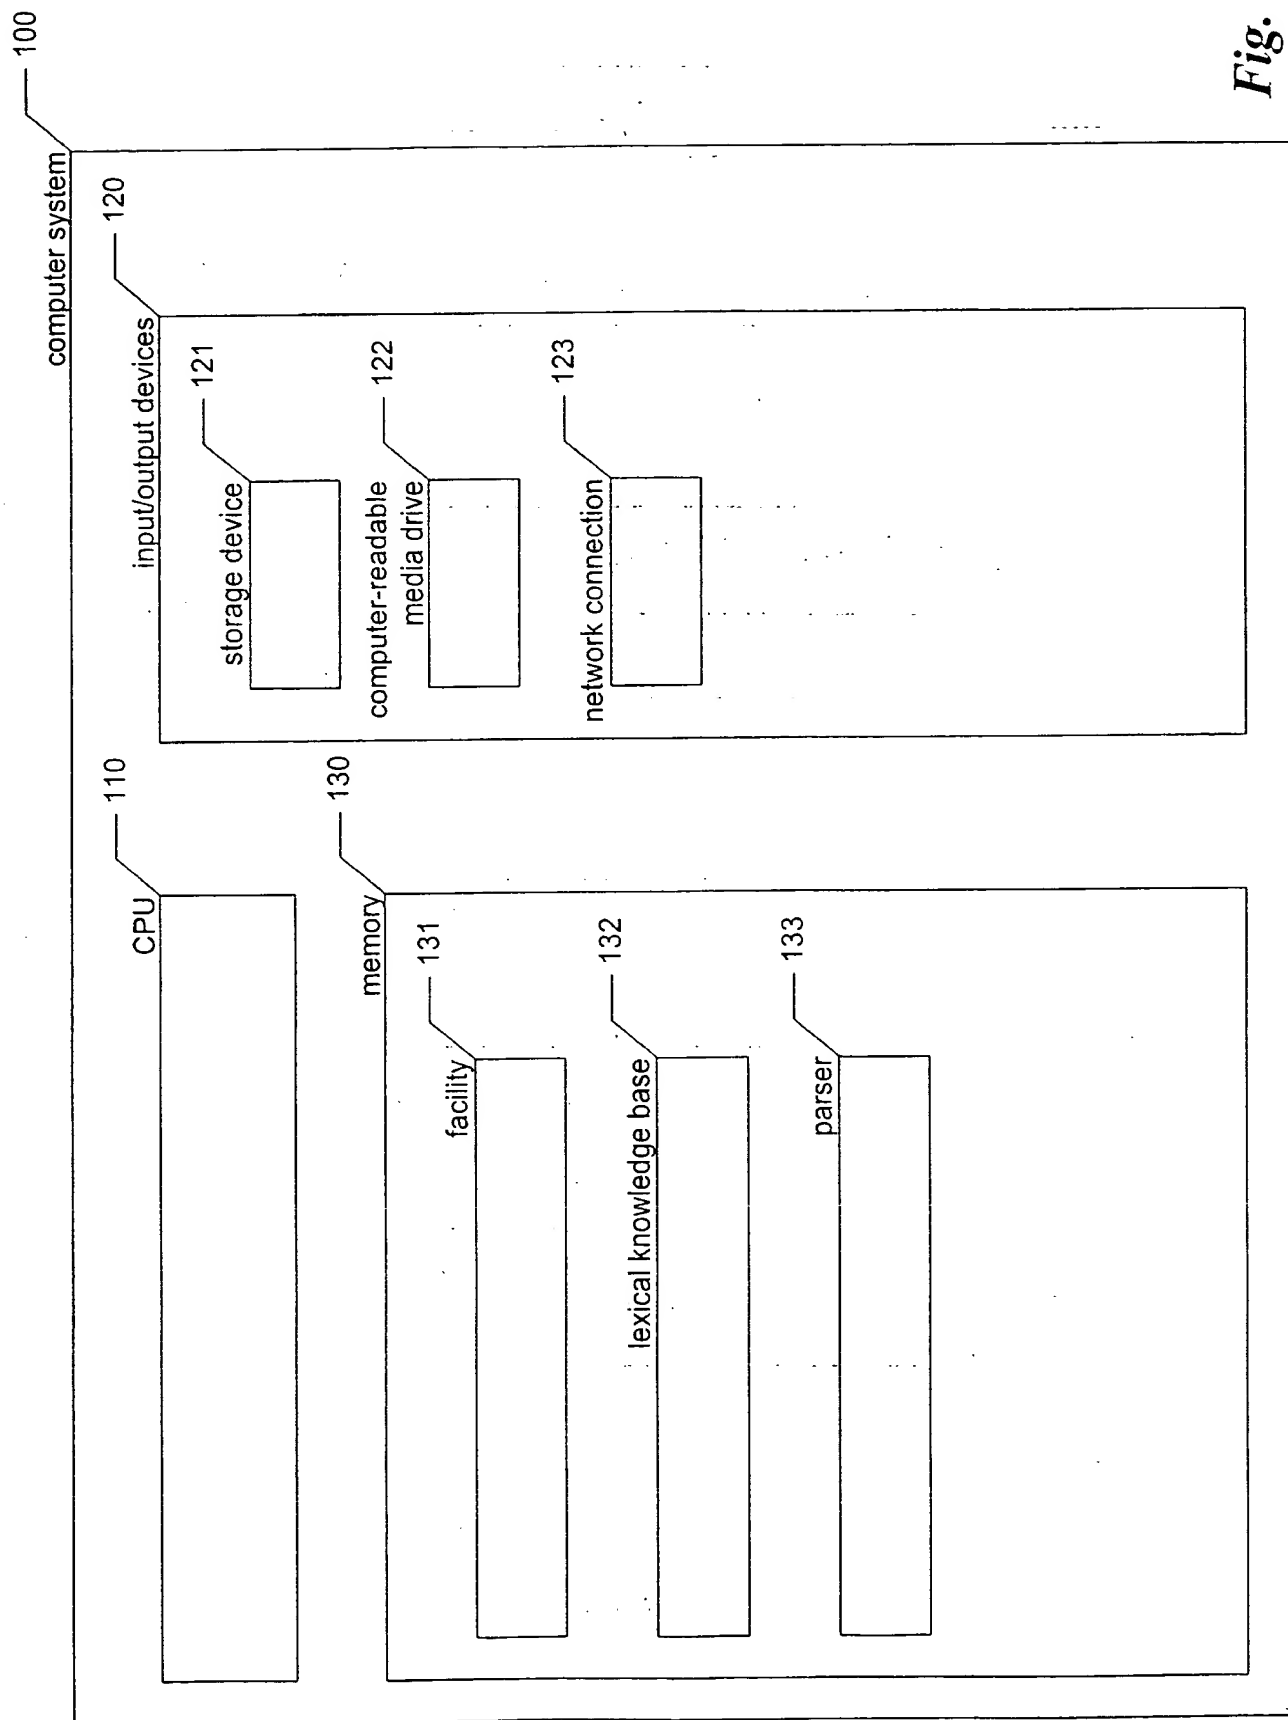 100
computer system
110
CPU
120
input/output devices
121
storage device
122
computer-readable
media drive
123
network connection
130
memory
131
facility
132
lexical knowledge base
133
parser
Fig.